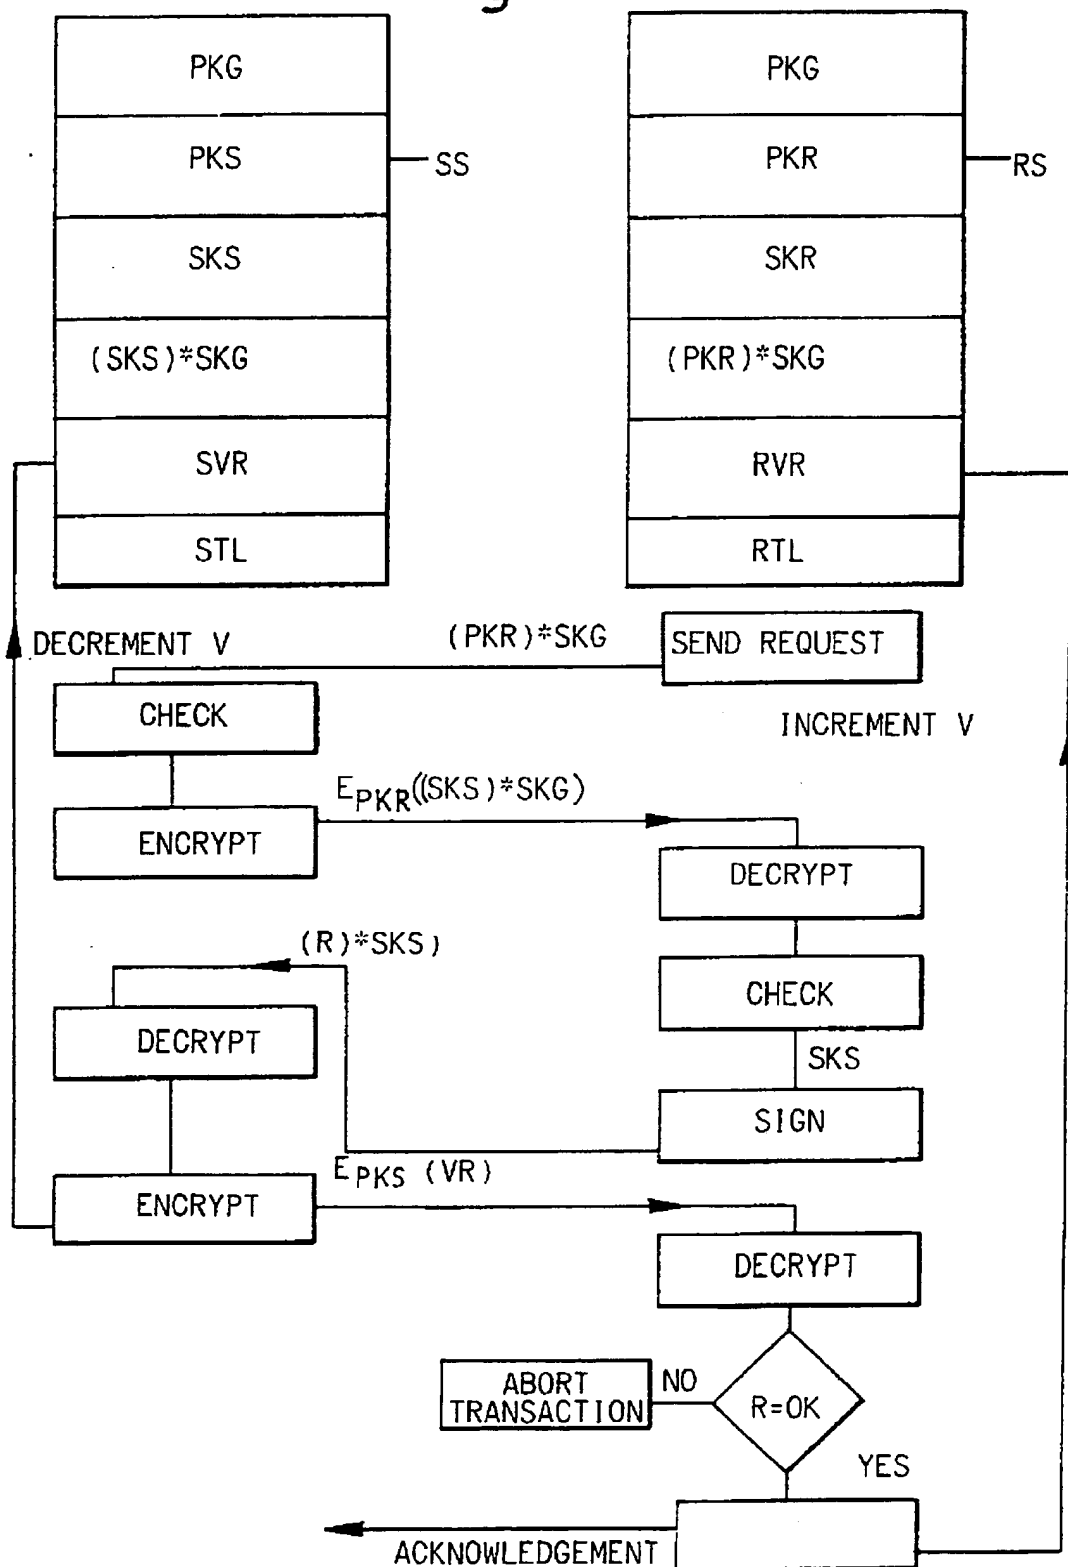 g
PKG
PKS
SS
SKS
(SKS)*SKG
SVR
STL
PKG
PKR
RS
SKR
(PKR)*SKG
RVR
RTL
DECREMENT V
(PKR)*SKG
SEND REQUEST
CHECK
INCREMENT V
EPKR((SKS)*SKG)
ENCRYPT
DECRYPT
(R)*SKS)
CHECK
DECRYPT
SKS
SIGN
EPKS (VR)
ENCRYPT
DECRYPT
ABORT
TRANSACTION
NO
R=OK
YES
ACKNOWLEDGEMENT